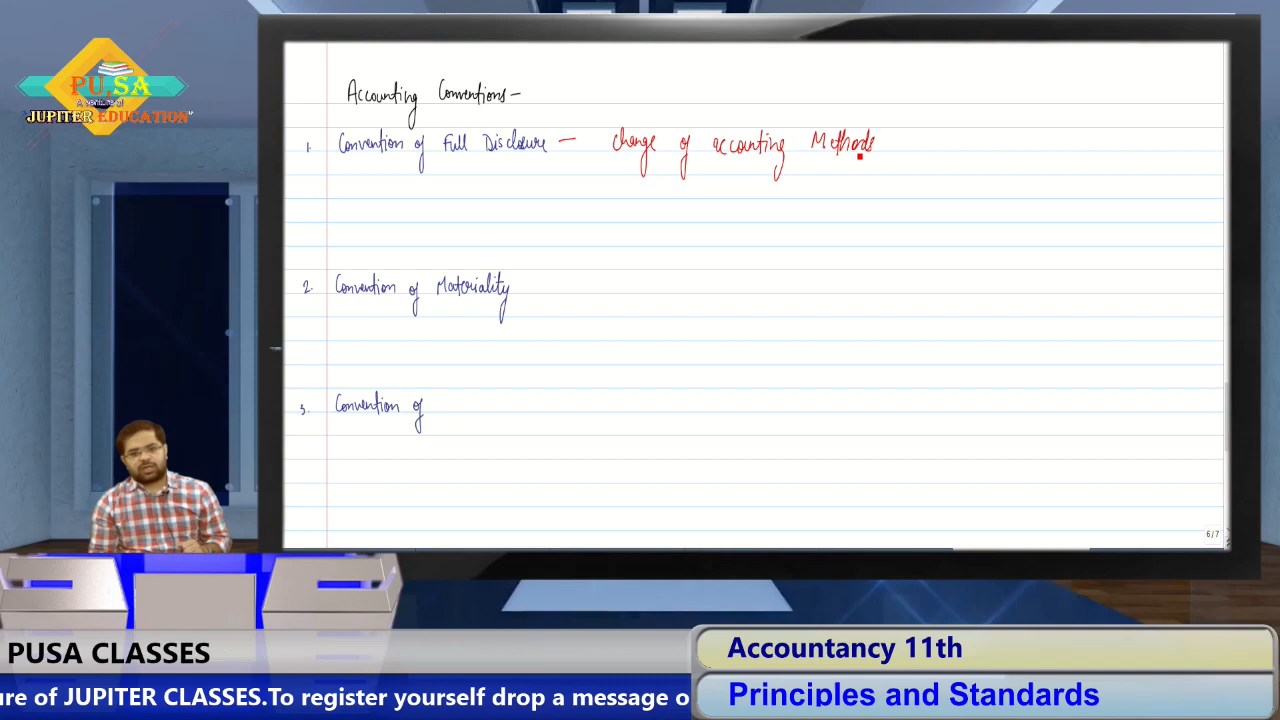 PU,SA
A venture of
"JUPITER EDUCATION"
Accounting Conventions-
1. Convention of Full Disclosure - Change of accounting Methods
2. Convention of Materiality
3. Convention of
6/7
PUSA CLASSES
Accountancy 11th
ure of JUPITER CLASSES.To register yourself drop a message o
Principles and Standards